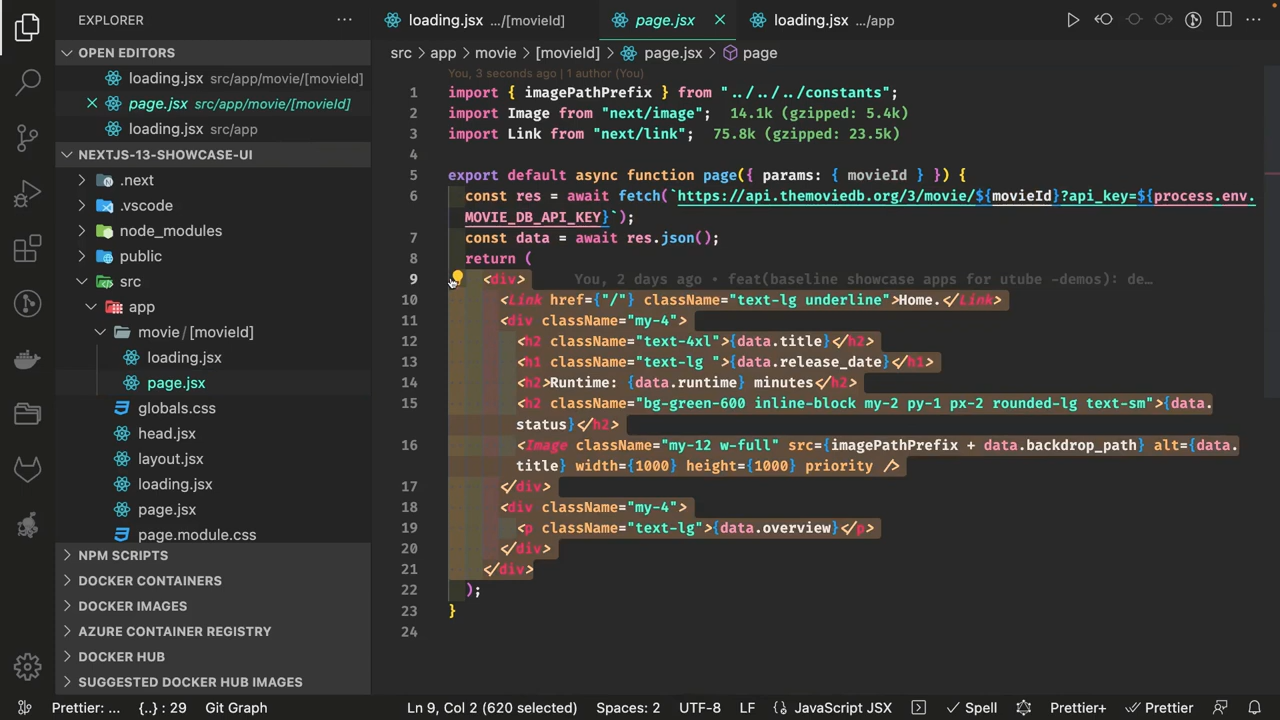 EXPLORER
OPEN EDITORS
loading.jsx src/app/movie/[movieId]
page.jsx src/app/movie/[movieId]
loading.jsx src/app
NEXTJS-13-SHOWCASE-UI
.next
.vscode
node_modules
public
src
app
movie/[movieId]
loading.jsx
page.jsx
globals.css
head.jsx
layout.jsx
loading.jsx
page.jsx
page.module.css
NPM SCRIPTS
DOCKER CONTAINERS
DOCKER IMAGES
AZURE CONTAINER REGISTRY
DOCKER HUB
SUGGESTED DOCKER HUB IMAGES
loading.jsx .../[movieId] page.jsx loading.jsx .../app
src > app > movie > [movieId] > page.jsx > page
You, 3 seconds ago | 1 author (You)
1 import { imagePathPrefix } from "../../../constants";
2 import Image from "next/image"; 14.1k (gzipped: 5.4k)
3 import Link from "next/link"; 75.8k (gzipped: 23.5k)
4
5 export default async function page({ params: { movieId } }) {
6 const res = await fetch(`https://api.themoviedb.org/3/movie/${movieId}?api_key=${process.env.
MOVIE_DB_API_KEY}`);
7 const data = await res.json();
8 return (
9 <div> You, 2 days ago • feat(baseline showcase apps for utube -demos): de…
10 <Link href={"/"} className="text-lg underline">Home.</Link>
11 <div className="my-4">
12 <h2 className="text-4xl">{data.title}</h2>
13 <h1 className="text-lg ">{data.release_date}</h1>
14 <h2>Runtime: {data.runtime} minutes</h2>
15 <h2 className="bg-green-600 inline-block my-2 py-1 px-2 rounded-lg text-sm">{data.
status}</h2>
16 <Image className="my-12 w-full" src={imagePathPrefix + data.backdrop_path} alt={data.
title} width={1000} height={1000} priority />
17 </div>
18 <div className="my-4">
19 <p className="text-lg">{data.overview}</p>
20 </div>
21 </div>
22 );
23 }
24
Prettier: ... {..} : 29 Git Graph Ln 9, Col 2 (620 selected) Spaces: 2 UTF-8 LF {} JavaScript JSX Spell Prettier+ Prettier